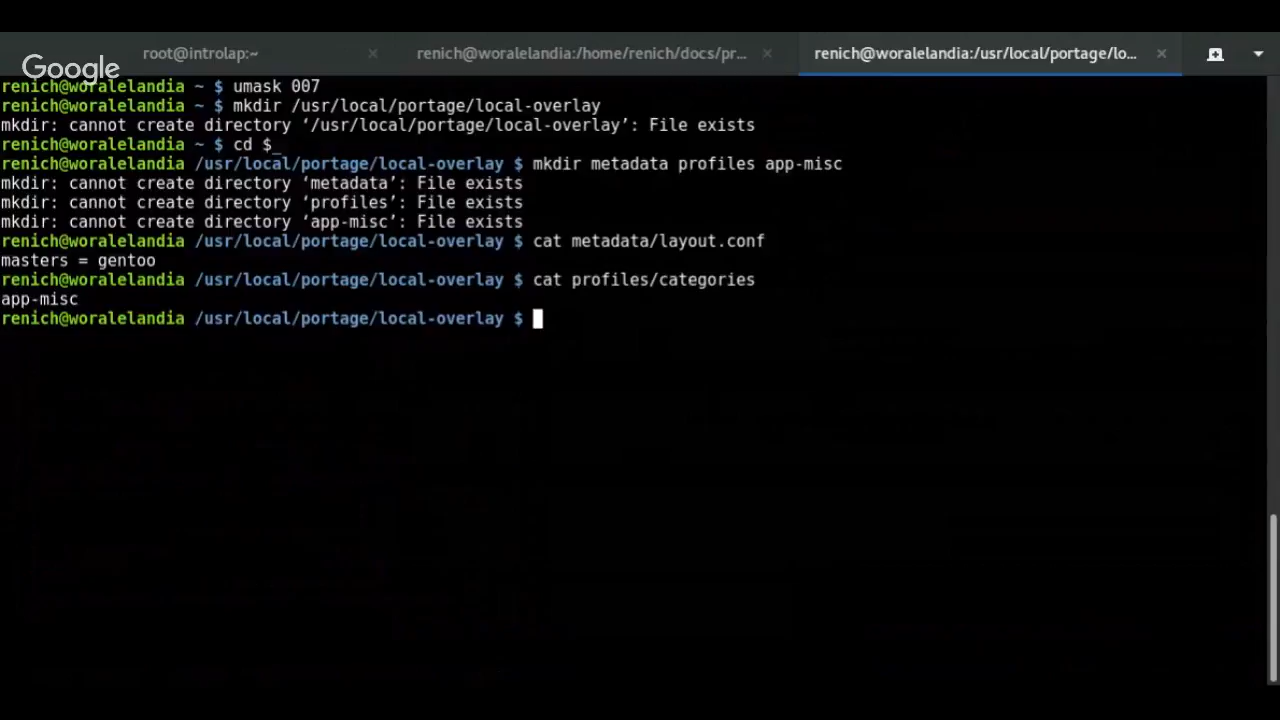 Google
root@introlap:~
renich@woralelandia:/home/renich/docs/pr...
renich@woralelandia:/usr/local/portage/lo...
renich@woralelandia ~ $ umask 007
renich@woralelandia ~ $ mkdir /usr/local/portage/local-overlay
mkdir: cannot create directory ‘/usr/local/portage/local-overlay’: File exists
renich@woralelandia ~ $ cd $_
renich@woralelandia /usr/local/portage/local-overlay $ mkdir metadata profiles app-misc
mkdir: cannot create directory ‘metadata’: File exists
mkdir: cannot create directory ‘profiles’: File exists
mkdir: cannot create directory ‘app-misc’: File exists
renich@woralelandia /usr/local/portage/local-overlay $ cat metadata/layout.conf
masters = gentoo
renich@woralelandia /usr/local/portage/local-overlay $ cat profiles/categories
app-misc
renich@woralelandia /usr/local/portage/local-overlay $